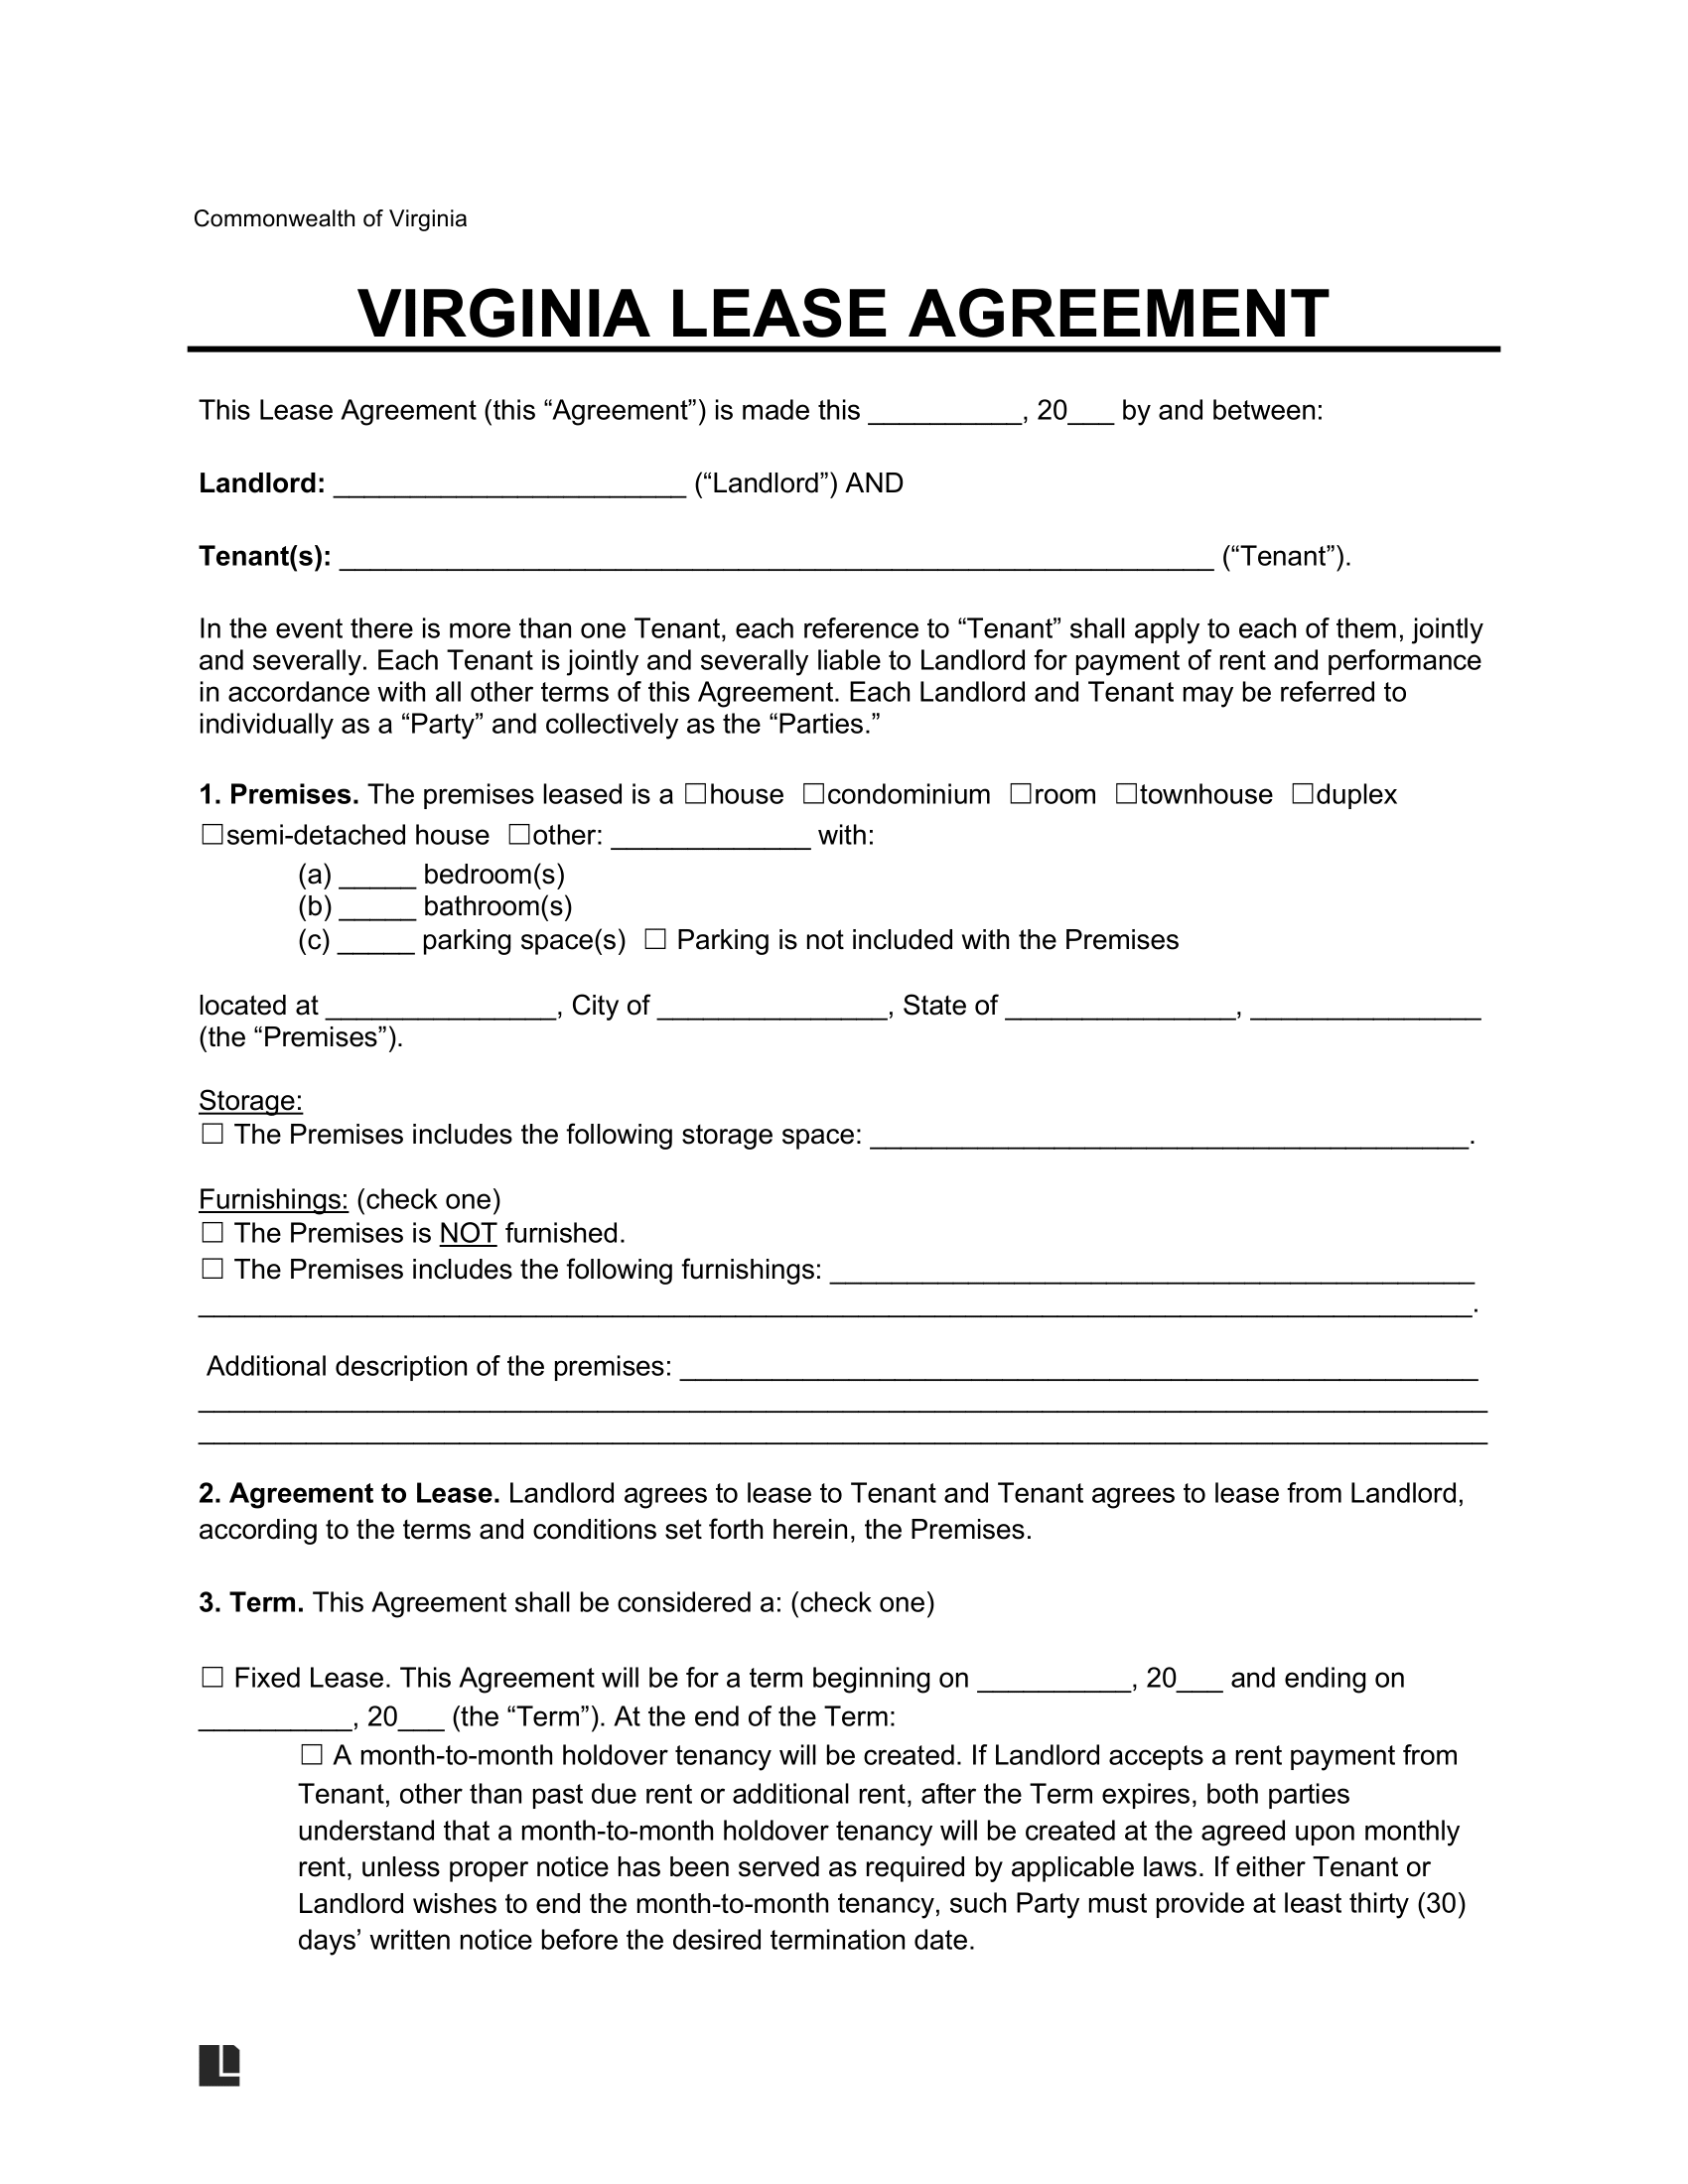 Commonwealth of Virginia
VIRGINIA LEASE AGREEMENT
This Lease Agreement (this “Agreement”) is made this __________, 20___ by and between:
Landlord: _______________________ (“Landlord”) AND
Tenant(s): _________________________________________________________ (“Tenant”).
In the event there is more than one Tenant, each reference to “Tenant” shall apply to each of them, jointly
and severally. Each Tenant is jointly and severally liable to Landlord for payment of rent and performance
in accordance with all other terms of this Agreement. Each Landlord and Tenant may be referred to
individually as a “Party” and collectively as the “Parties.”
1. Premises. The premises leased is a ☐house ☐condominium ☐room ☐townhouse ☐duplex
☐semi-detached house ☐other: _____________ with:
(a) _____ bedroom(s)
(b) _____ bathroom(s)
(c) _____ parking space(s) ☐ Parking is not included with the Premises
located at _______________, City of _______________, State of _______________, _______________
(the “Premises”).
Storage:
☐ The Premises includes the following storage space: _______________________________________.
Furnishings: (check one)
☐ The Premises is NOT furnished.
☐ The Premises includes the following furnishings: __________________________________________
___________________________________________________________________________________.
Additional description of the premises: ____________________________________________________
____________________________________________________________________________________
____________________________________________________________________________________
2. Agreement to Lease. Landlord agrees to lease to Tenant and Tenant agrees to lease from Landlord,
according to the terms and conditions set forth herein, the Premises.
3. Term. This Agreement shall be considered a: (check one)
☐ Fixed Lease. This Agreement will be for a term beginning on __________, 20___ and ending on
__________, 20___ (the “Term”). At the end of the Term:
☐ A month-to-month holdover tenancy will be created. If Landlord accepts a rent payment from
Tenant, other than past due rent or additional rent, after the Term expires, both parties
understand that a month-to-month holdover tenancy will be created at the agreed upon monthly
rent, unless proper notice has been served as required by applicable laws. If either Tenant or
Landlord wishes to end the month-to-month tenancy, such Party must provide at least thirty (30)
days’ written notice before the desired termination date.